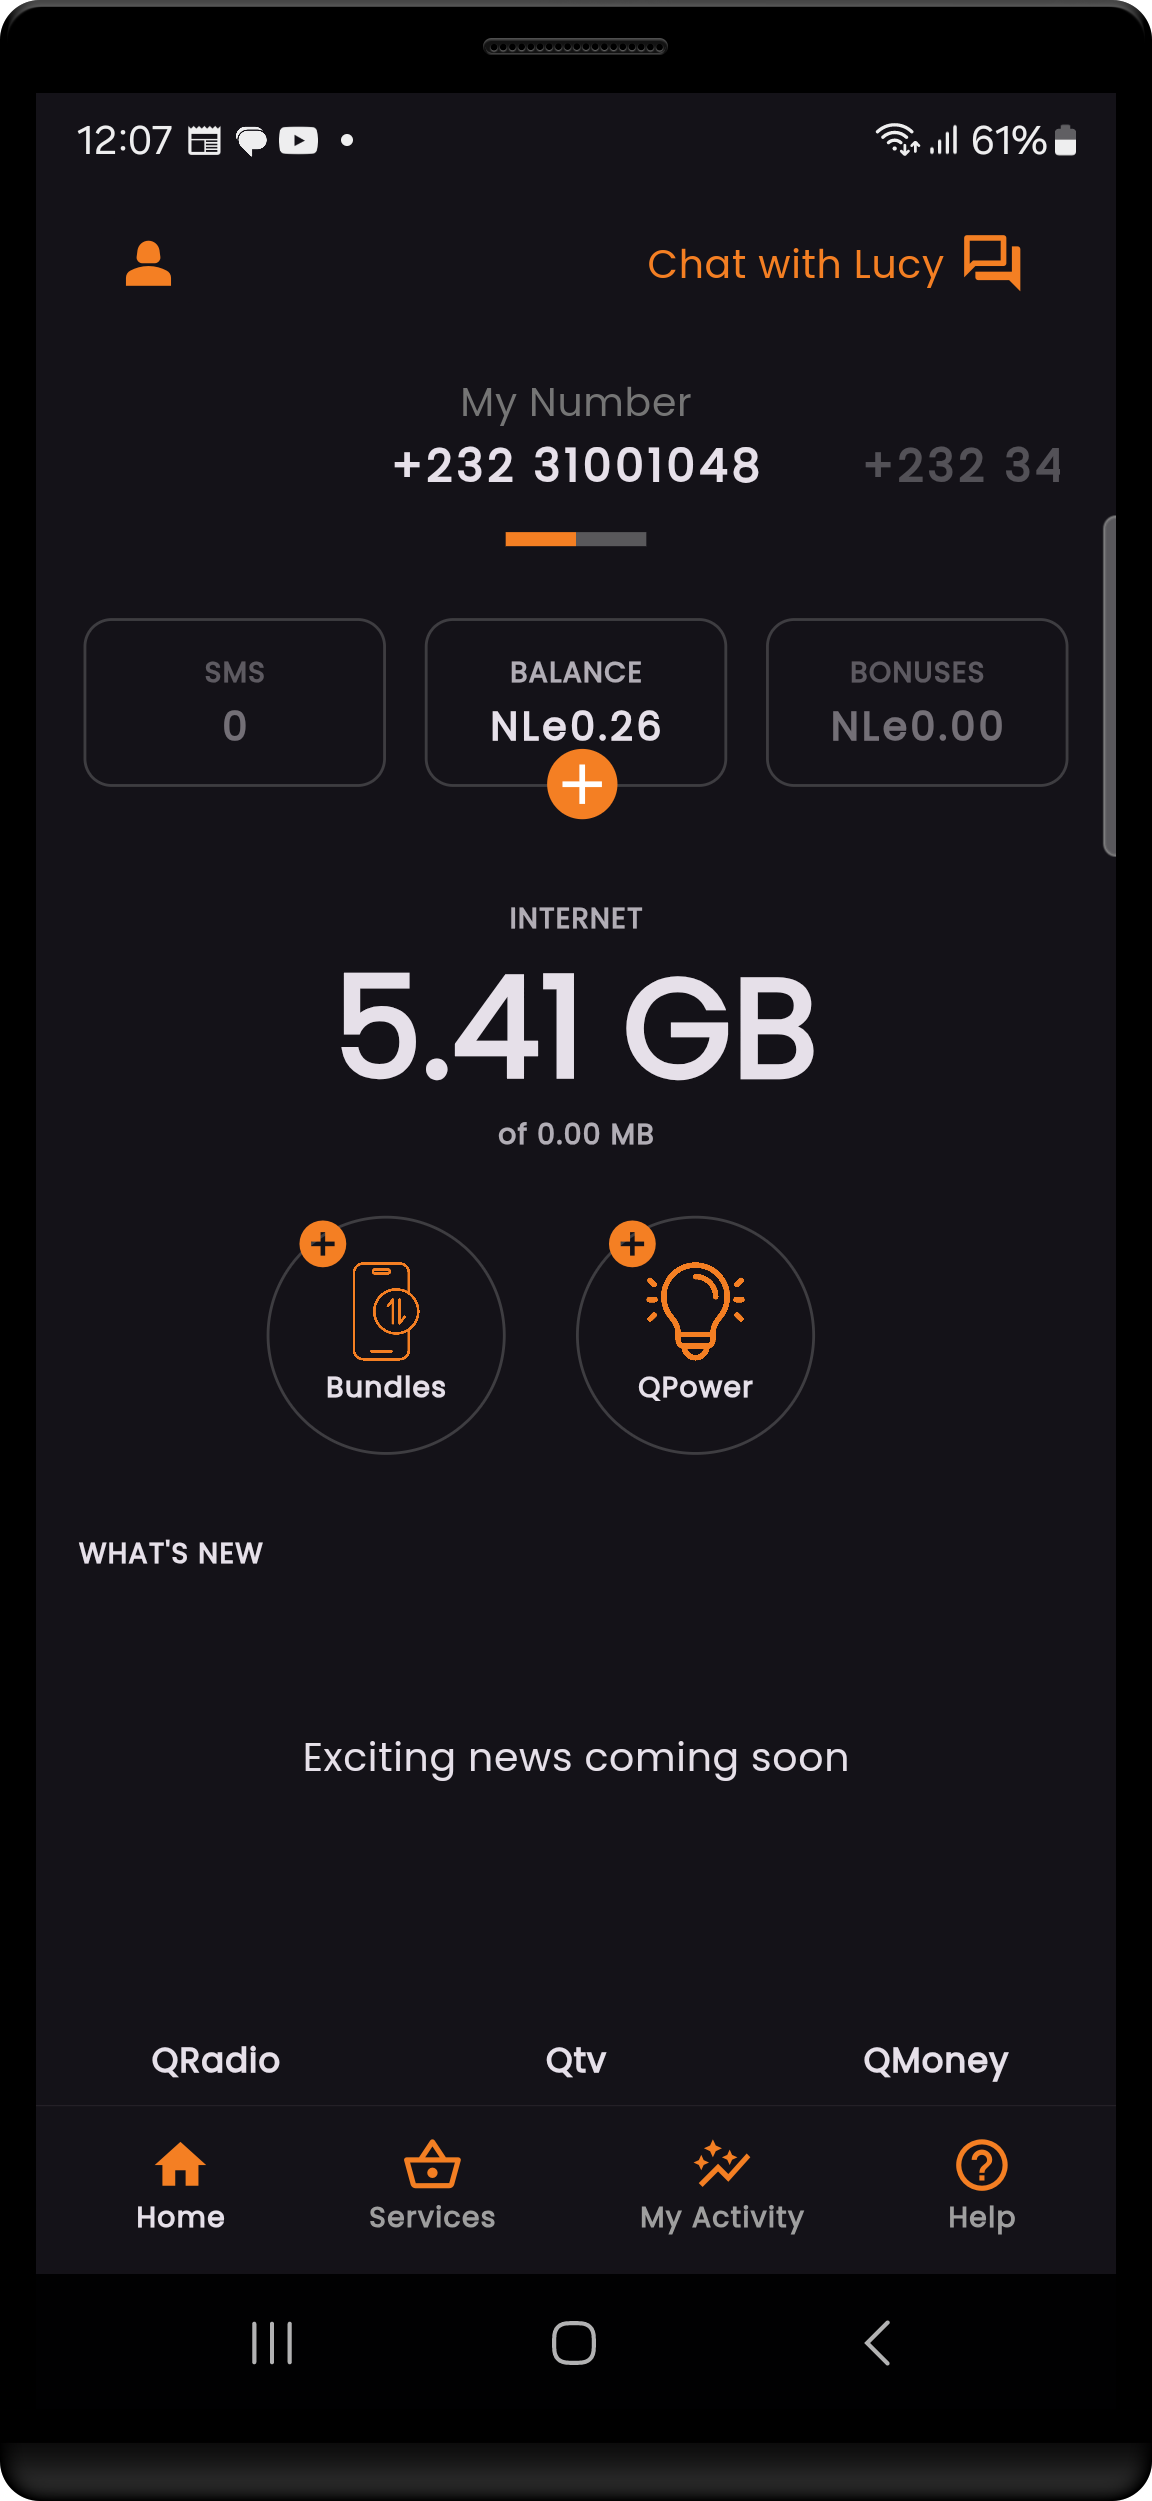 12:07 61%
Chat with Lucy
My Number
+232 31001048 +232 34
SMS BALANCE BONUSES
0 NLe0.26 NLe0.00
INTERNET
5.41 GB
of 0.00 MB
Bundles QPower
WHAT'S NEW
Exciting news coming soon
QRadio Qtv QMoney
Home Services My Activity Help